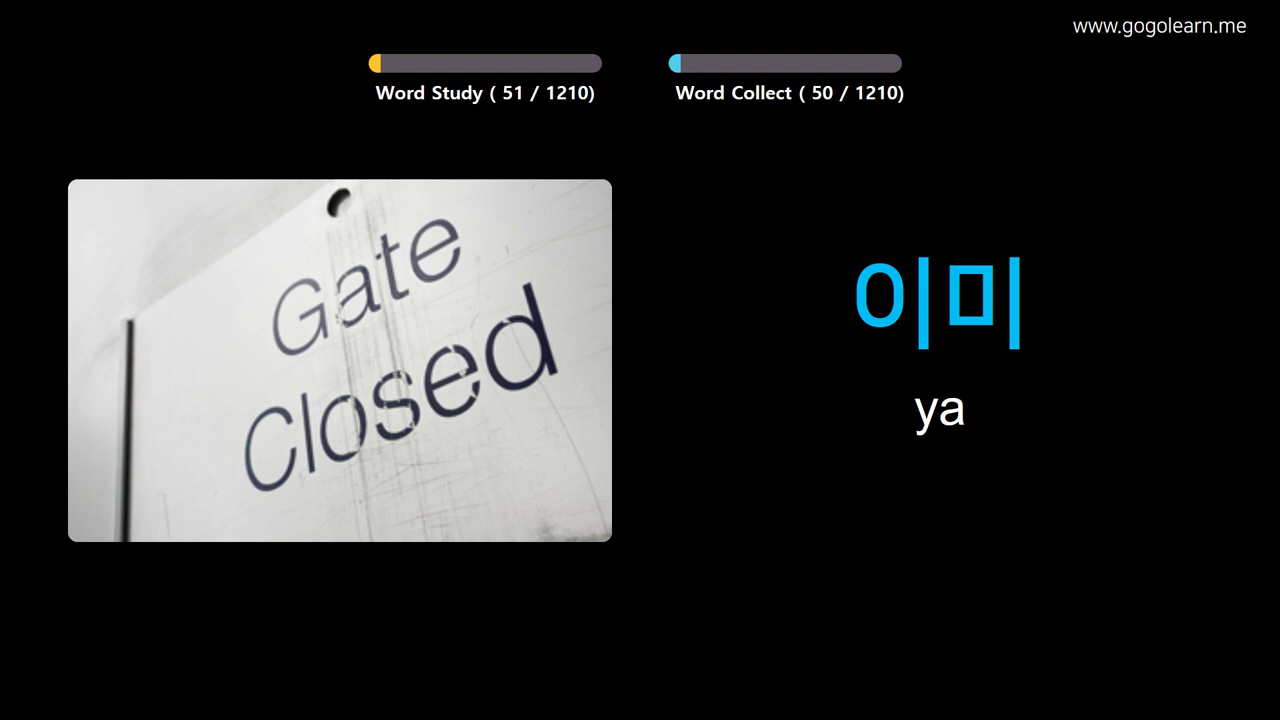 www.gogolearn.me
Word Study ( 51 / 1210)
Word Collect ( 50 / 1210)
Gate
Closed
이미
ya